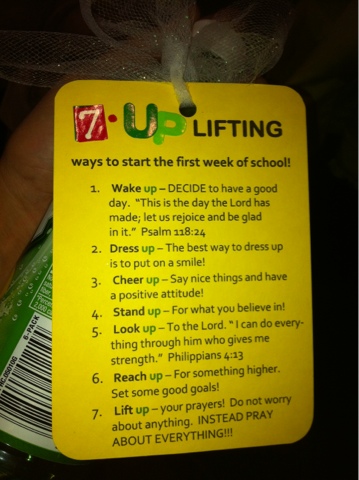 7 UP LIFTING
ways to start the first week of school!
1. Wake up – DECIDE to have a good
day. "This is the day the Lord has
made; let us rejoice and be glad
in it." Psalm 118:24
2. Dress up – The best way to dress up
is to put on a smile!
3. Cheer up – Say nice things and have
a positive attitude!
4. Stand up – For what you believe in!
5. Look up – To the Lord. " I can do every-
thing through him who gives me
strength." Philippians 4:13
6. Reach up – For something higher.
Set some good goals!
7. Lift up – your prayers! Do not worry
about anything. INSTEAD PRAY
ABOUT EVERYTHING!!!
6-PACK